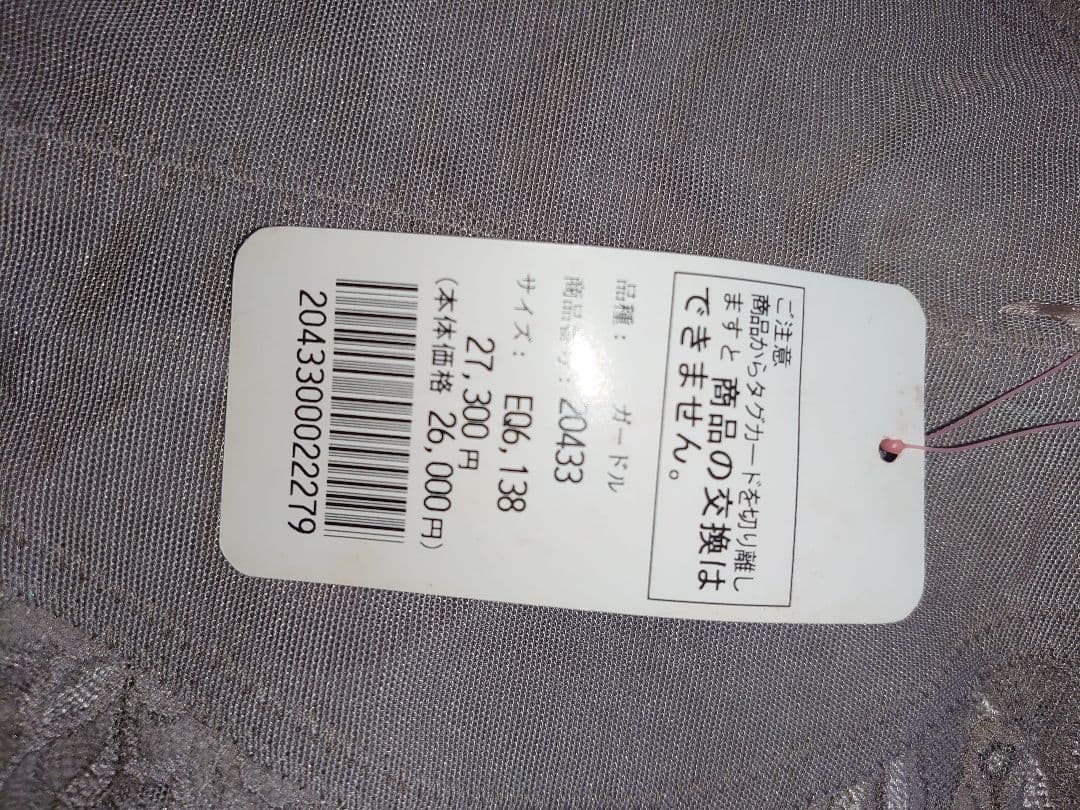 ご注意
商品からタグカードを切り離し
ますと商品の交換は
できません。
品種： ガードル
商品番号：20433
サイズ： EQ6,138
27,300円
（本体価格 26,000円）
2043300022279